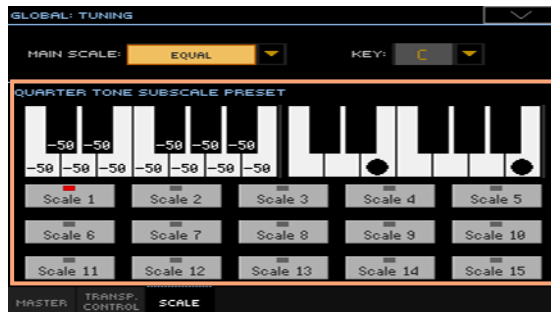 GLOBAL: TUNING
MAIN SCALE: EQUAL KEY: C
QUARTER TONE SUBSCALE PRESET
-50 -50 -50 -50 -50
-50 -50 -50 -50 -50 -50 -50
Scale 1 Scale 2 Scale 3 Scale 4 Scale 5
Scale 6 Scale 7 Scale 8 Scale 9 Scale 10
Scale 11 Scale 12 Scale 13 Scale 14 Scale 15
MASTER TRANSP. CONTROL SCALE